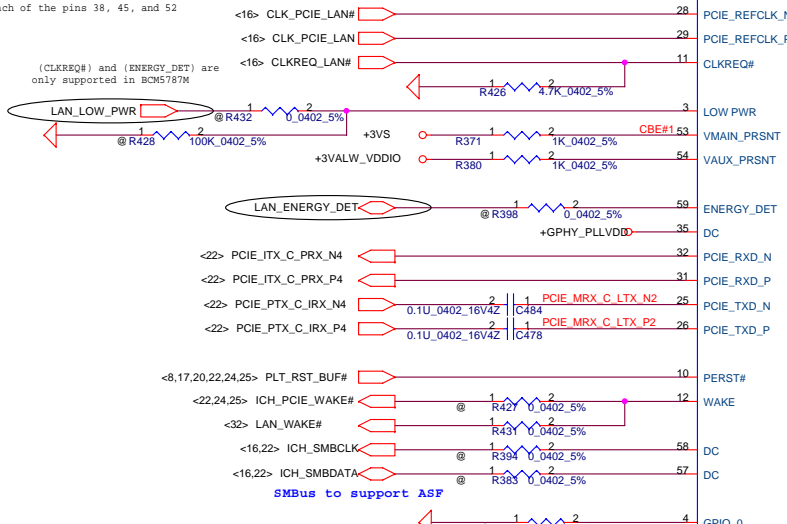 ach of the pins 38, 45, and 52
<16> CLK_PCIE_LAN# 28 PCIE_REFCLK_N
<16> CLK_PCIE_LAN 29 PCIE_REFCLK_P
<16> CLKREQ_LAN# 11 CLKREQ#
(CLKREQ#) and (ENERGY_DET) are
only supported in BCM5787M
R426 1 2 4.7K_0402_5%
LAN_LOW_PWR @ R432 1 2 0_0402_5% 3 LOW PWR
@ R428 1 2 100K_0402_5%
+3VS R371 1 2 1K_0402_5% CBE#1 53 VMAIN_PRSNT
+3VALW_VDDIO R380 1 2 1K_0402_5% 54 VAUX_PRSNT
LAN_ENERGY_DET @ R398 1 2 0_0402_5% 59 ENERGY_DET
+GPHY_PLLVDD 35 DC
<22> PCIE_ITX_C_PRX_N4 32 PCIE_RXD_N
<22> PCIE_ITX_C_PRX_P4 31 PCIE_RXD_P
<22> PCIE_PTX_C_IRX_N4 0.1U_0402_16V4Z 2 1 C484 PCIE_MRX_C_LTX_N2 25 PCIE_TXD_N
<22> PCIE_PTX_C_IRX_P4 0.1U_0402_16V4Z 2 1 C478 PCIE_MRX_C_LTX_P2 26 PCIE_TXD_P
<8,17,20,22,24,25> PLT_RST_BUF# 10 PERST#
<22,24,25> ICH_PCIE_WAKE# @ R427 1 2 0_0402_5% 12 WAKE
<32> LAN_WAKE# R431 1 2 0_0402_5%
<16,22> ICH_SMBCLK @ R394 1 2 0_0402_5% 58 DC
<16,22> ICH_SMBDATA @ R383 1 2 0_0402_5% 57 DC
SMBus to support ASF
1 2 4 GPIO_0